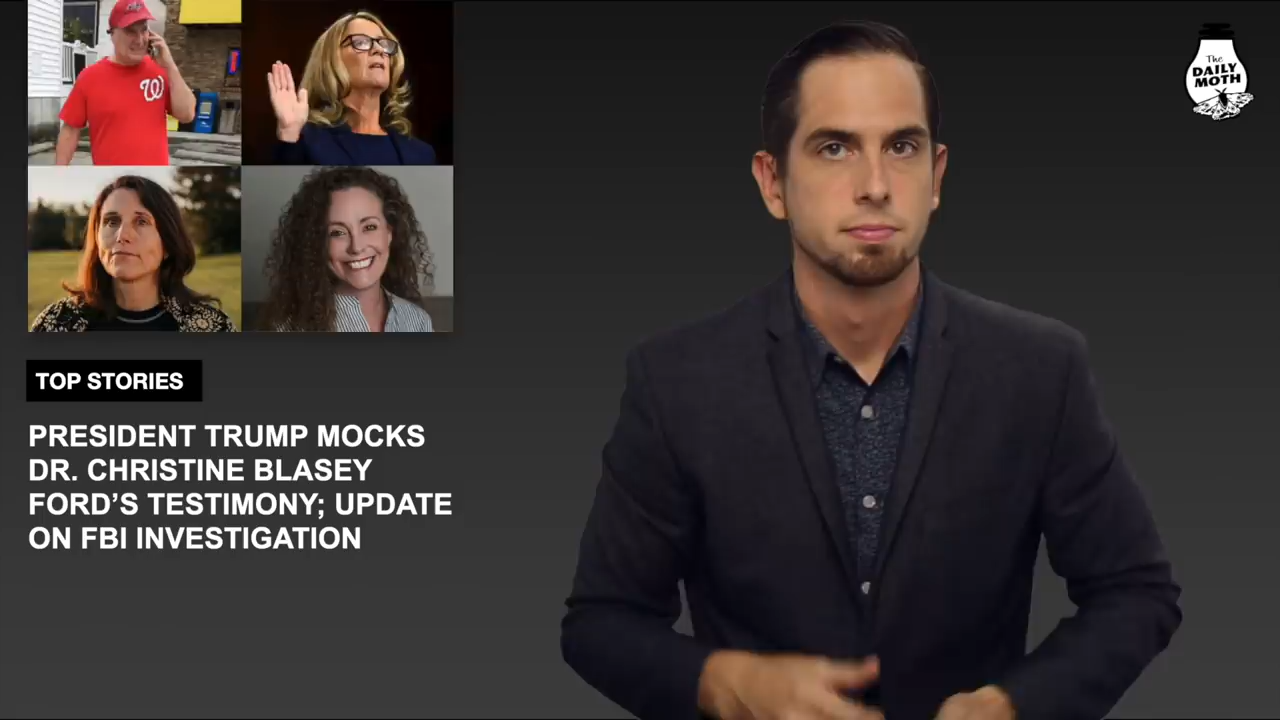 W
The
DAILY
MOTH
TOP STORIES
PRESIDENT TRUMP MOCKS
DR. CHRISTINE BLASEY
FORD'S TESTIMONY; UPDATE
ON FBI INVESTIGATION